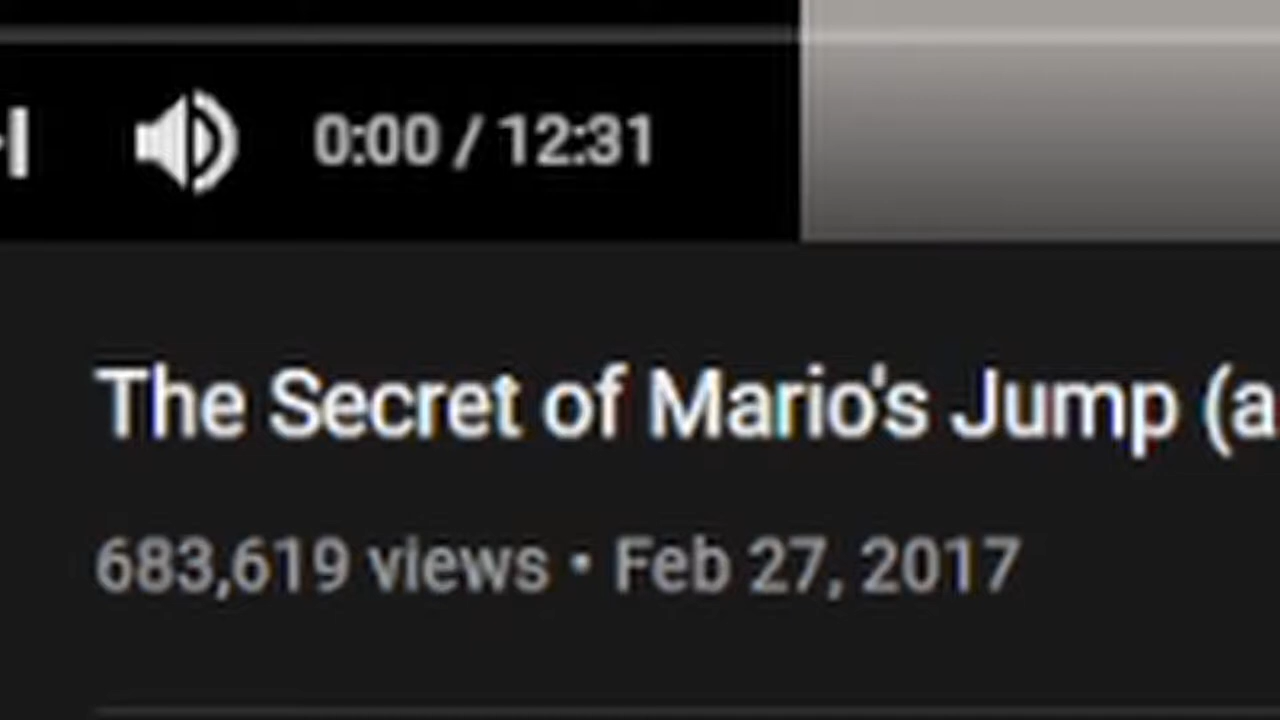 0:00 / 12:31
The Secret of Mario's Jump (a
683,619 views • Feb 27, 2017